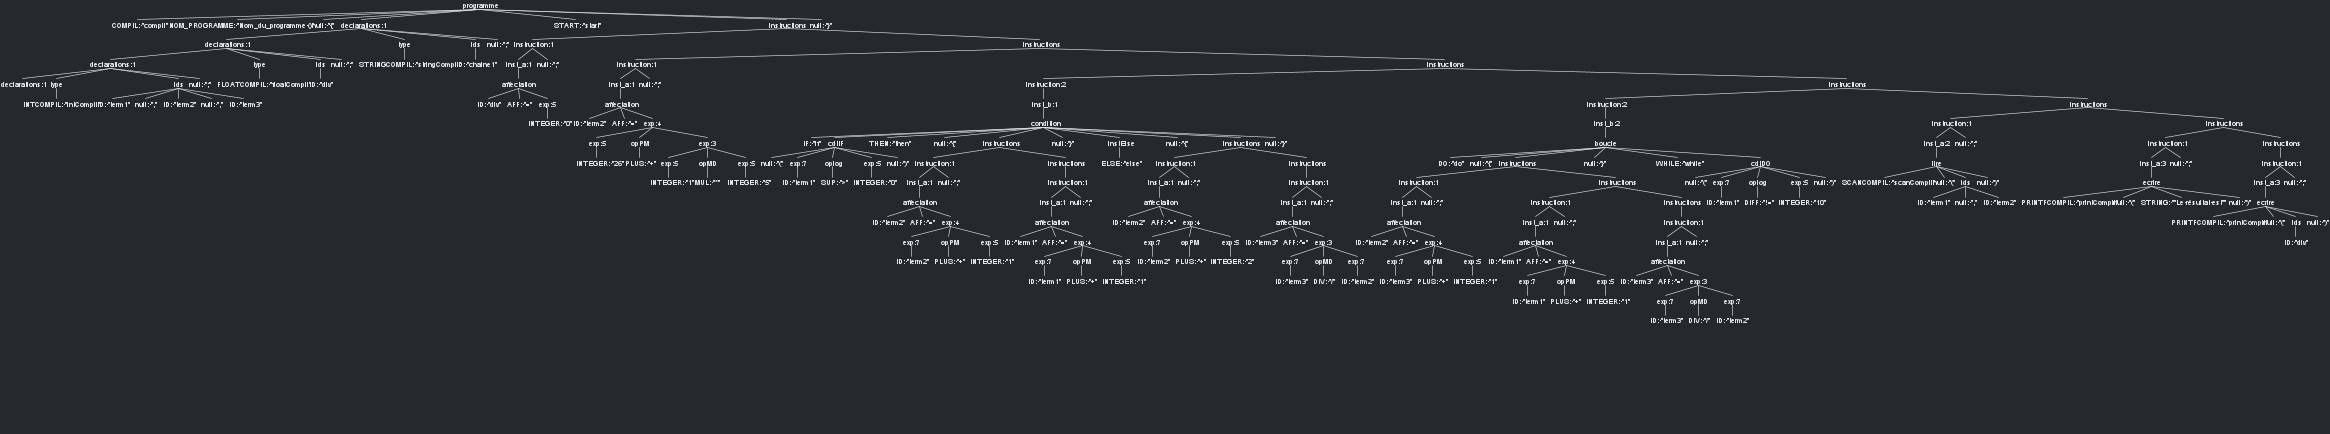 programme
COMPIL:"compil" NOM_PROGRAMME:"Nom_du_programme()" null:"{" declarations:1 START:"start" instructions null:"}"
declarations:1 type ids null:";" instruction:1 instructions
declarations:1 type ids null:";" STRINGCOMPIL:"stringCompil" ID:"chaine1" inst_a:1 null:";" instruction:1 instructions
declarations:1 type ids null:";" FLOATCOMPIL:"floatCompil" ID:"div" affectation inst_a:1 null:";" instruction:2 instructions
INTCOMPIL:"intCompil" ID:"term1" null:"," ID:"term2" null:"," ID:"term3" ID:"div" AFF:"=" exp:5 affectation inst_b:1 instruction:2 instructions
INTEGER:"0" ID:"term2" AFF:"=" exp:4 condition inst_b:2 instruction:1 instructions
exp:5 opPM exp:3 IF:"if" cdtIF THEN:"then" null:"{" instructions null:"}" instElse null:"{" instructions null:"}" boucle inst_a:2 null:";" instruction:1 instructions
INTEGER:"26" PLUS:"+" exp:5 opMD exp:5 null:"(" exp:7 oplog exp:5 null:")" instruction:1 instructions ELSE:"else" instruction:1 instructions DO:"do" null:"{" instructions null:"}" WHILE:"while" cdtDO lire inst_a:3 null:";" instruction:1
INTEGER:"1" MUL:"*" INTEGER:"5" ID:"term1" SUP:">" INTEGER:"0" inst_a:1 null:";" instruction:1 inst_a:1 null:";" instruction:1 instruction:1 instructions null:"(" exp:7 oplog exp:5 null:")" SCANCOMPIL:"scanCompil" null:"(" ids null:")" ecrire inst_a:3 null:";"
affectation inst_a:1 null:";" affectation inst_a:1 null:";" inst_a:1 null:";" instruction:1 instructions ID:"term1" DIFF:"!=" INTEGER:"10" ID:"term1" null:"," ID:"term2" PRINTFCOMPIL:"printCompil" null:"(" null:")" ecrire
ID:"term2" AFF:"=" exp:4 affectation ID:"term2" AFF:"=" exp:4 affectation affectation inst_a:1 null:";" instruction:1 PRINTFCOMPIL:"printCompil" null:"(" ids null:")"
exp:7 opPM exp:5 ID:"term1" AFF:"=" exp:4 exp:7 opPM exp:5 ID:"term3" AFF:"=" exp:3 ID:"term2" AFF:"=" exp:4 affectation inst_a:1 null:";" ID:"div"
ID:"term2" PLUS:"+" INTEGER:"1" exp:7 opPM exp:5 ID:"term2" PLUS:"+" INTEGER:"2" exp:7 opMD exp:7 exp:7 opPM exp:5 ID:"term1" AFF:"=" exp:4 affectation
ID:"term1" PLUS:"+" INTEGER:"1" ID:"term3" DIV:"/" ID:"term2" ID:"term3" PLUS:"+" INTEGER:"1" exp:7 opPM exp:5 ID:"term3" AFF:"=" exp:3
ID:"term1" PLUS:"+" INTEGER:"1" exp:7 opMD exp:7
ID:"term3" DIV:"/" ID:"term2"